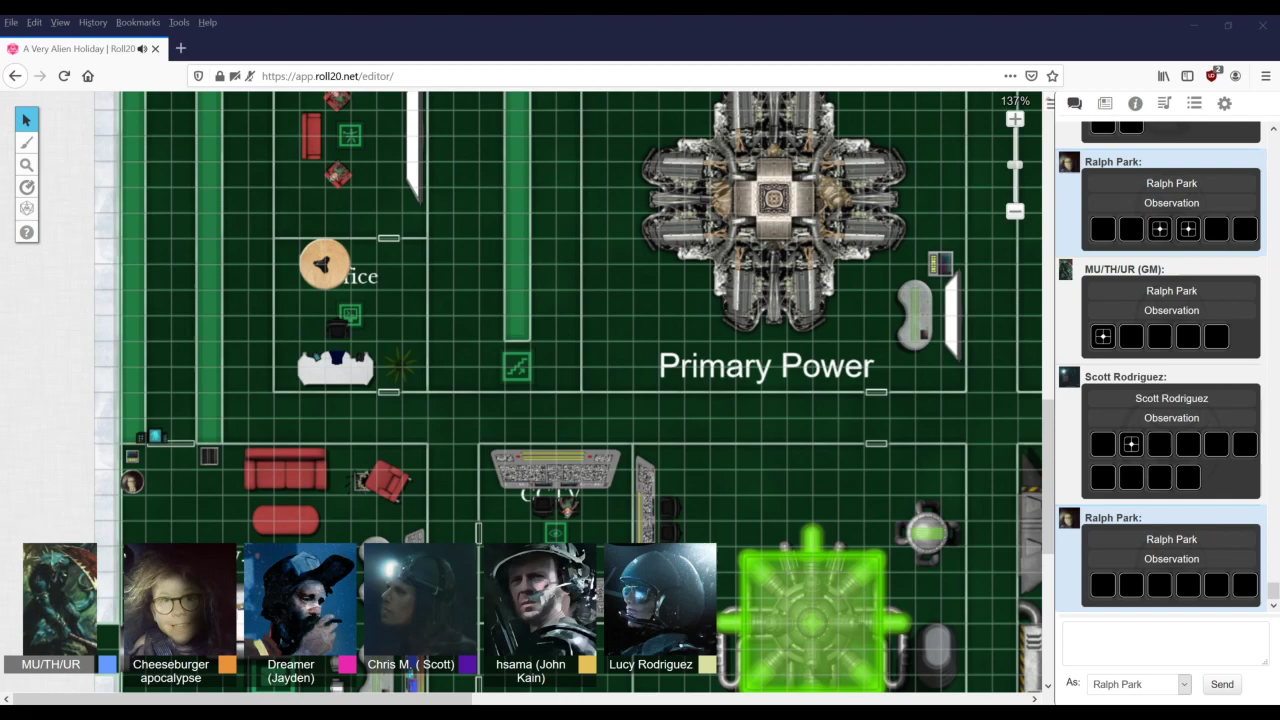 File Edit View History Bookmarks Tools Help
A Very Alien Holiday | Roll20
https://app.roll20.net/editor/
2
137%
fice
Primary Power
MU/TH/UR
Cheeseburger
apocalypse
Dreamer
(Jayden)
Chris M. ( Scott)
hsama (John
Kain)
Lucy Rodriguez
Ralph Park:
Ralph Park
Observation
MU/TH/UR (GM):
Ralph Park
Observation
Scott Rodriguez:
Scott Rodriguez
Observation
Ralph Park:
Ralph Park
Observation
As: Ralph Park Send